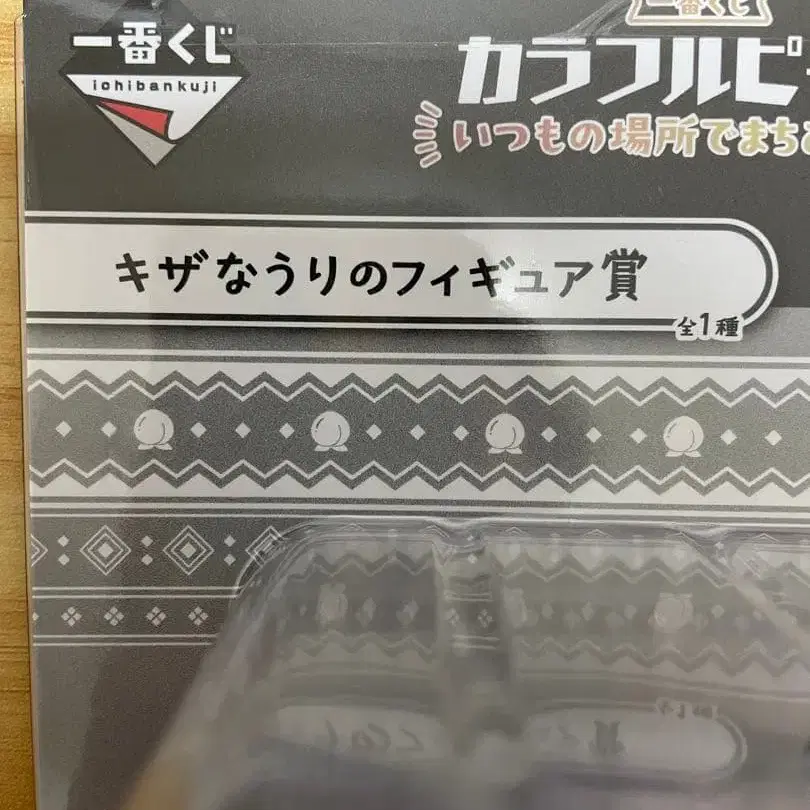 一番くじ
ichibankuji
一番くじ
カラフルピ
いつもの場所でまち
キザなうりのフィギュア賞
全1種